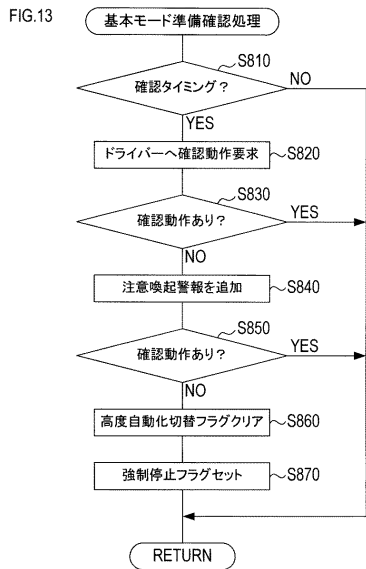 FIG.13
基本モード準備確認処理
S810
確認タイミング?
NO
YES
ドライバーへ確認動作要求
S820
S830
確認動作あり?
YES
NO
注意喚起警報を追加
S840
S850
確認動作あり?
YES
NO
高度自動化切替フラグクリア
S860
強制停止フラグセット
S870
RETURN